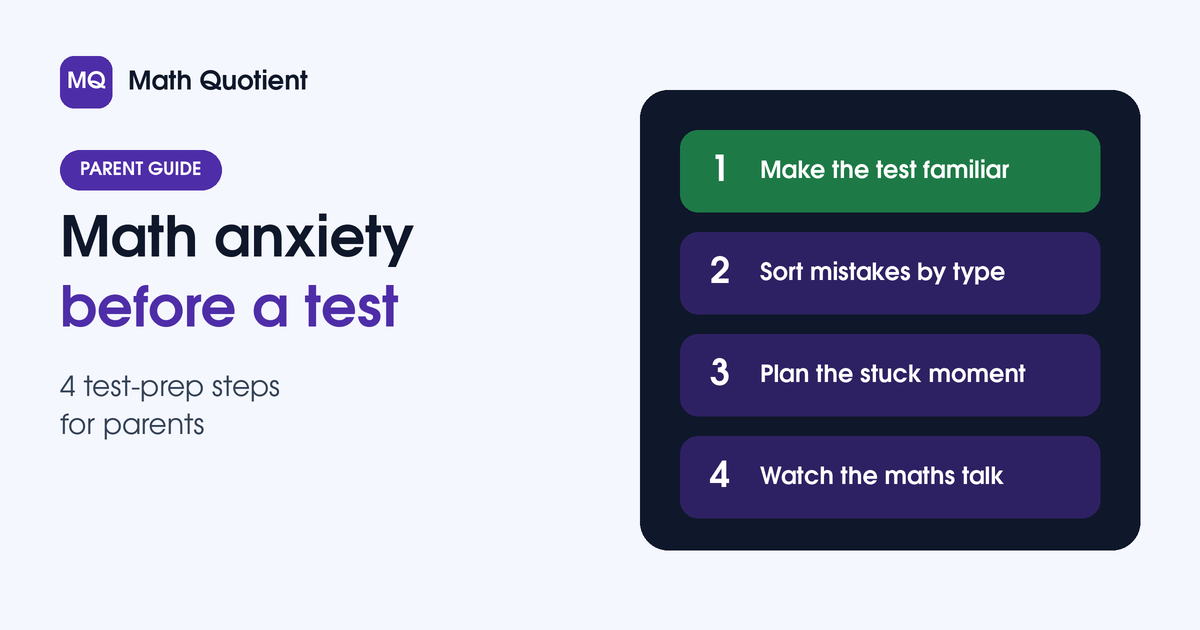 MQ Math Quotient
PARENT GUIDE
Math anxiety
before a test
4 test-prep steps
for parents
1 Make the test familiar
2 Sort mistakes by type
3 Plan the stuck moment
4 Watch the maths talk